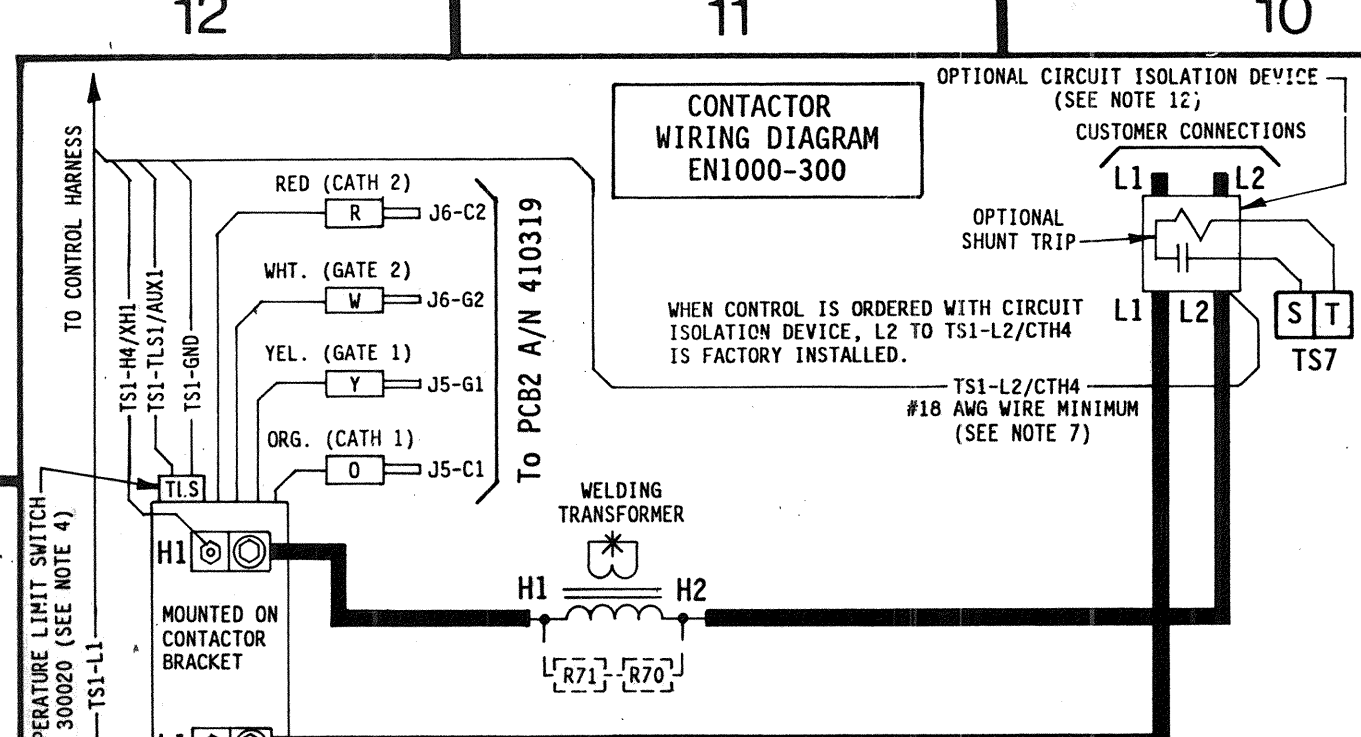 12
11
10
CONTACTOR
WIRING DIAGRAM
EN1000-300
OPTIONAL CIRCUIT ISOLATION DEVICE
(SEE NOTE 12)
CUSTOMER CONNECTIONS
L1
L2
OPTIONAL
SHUNT TRIP
L1
L2
S
T
TS7
TO CONTROL HARNESS
TS1-H4/XH1
TS1-TLS1/AUX1
TS1-GND
RED (CATH 2)
R
J6-C2
WHT. (GATE 2)
W
J6-G2
YEL. (GATE 1)
Y
J5-G1
ORG. (CATH 1)
O
J5-C1
To PCB2 A/N 410319
WHEN CONTROL IS ORDERED WITH CIRCUIT
ISOLATION DEVICE, L2 TO TS1-L2/CTH4
IS FACTORY INSTALLED.
TS1-L2/CTH4
#18 AWG WIRE MINIMUM
(SEE NOTE 7)
TLS
PERATURE LIMIT SWITCH
300020 (SEE NOTE 4)
TS1-L1
H1
MOUNTED ON
CONTACTOR
BRACKET
WELDING
TRANSFORMER
H1
H2
R71
R70